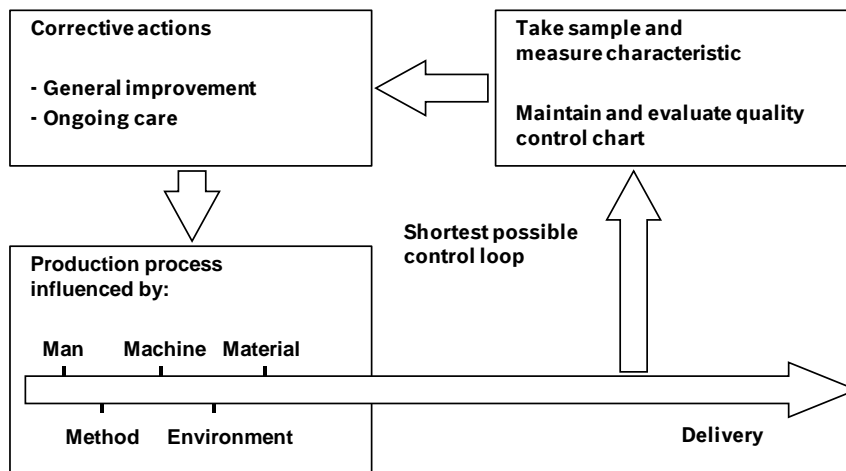 Corrective actions
- General improvement
- Ongoing care
Take sample and
measure characteristic
Maintain and evaluate quality
control chart
Shortest possible
control loop
Production process
influenced by:
Man Machine Material
Method Environment
Delivery